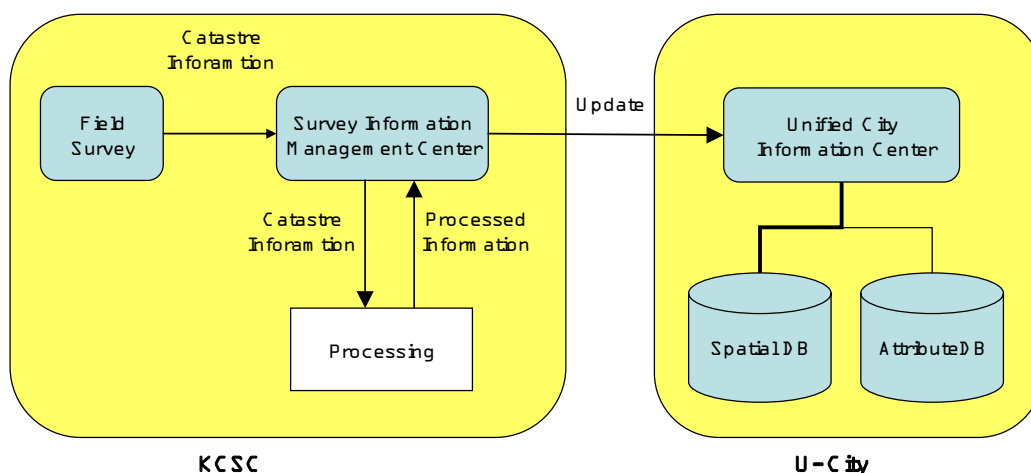 Catastre
Inforamtion
Field
Survey
Survey Information
Management Center
Update
Unified City
Information Center
Catastre
Inforamtion
Processed
Information
Processing
Spatial DB
Attribute DB
KCSC
U-City